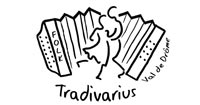 FOLK
Val de Drôme
Tradivarius